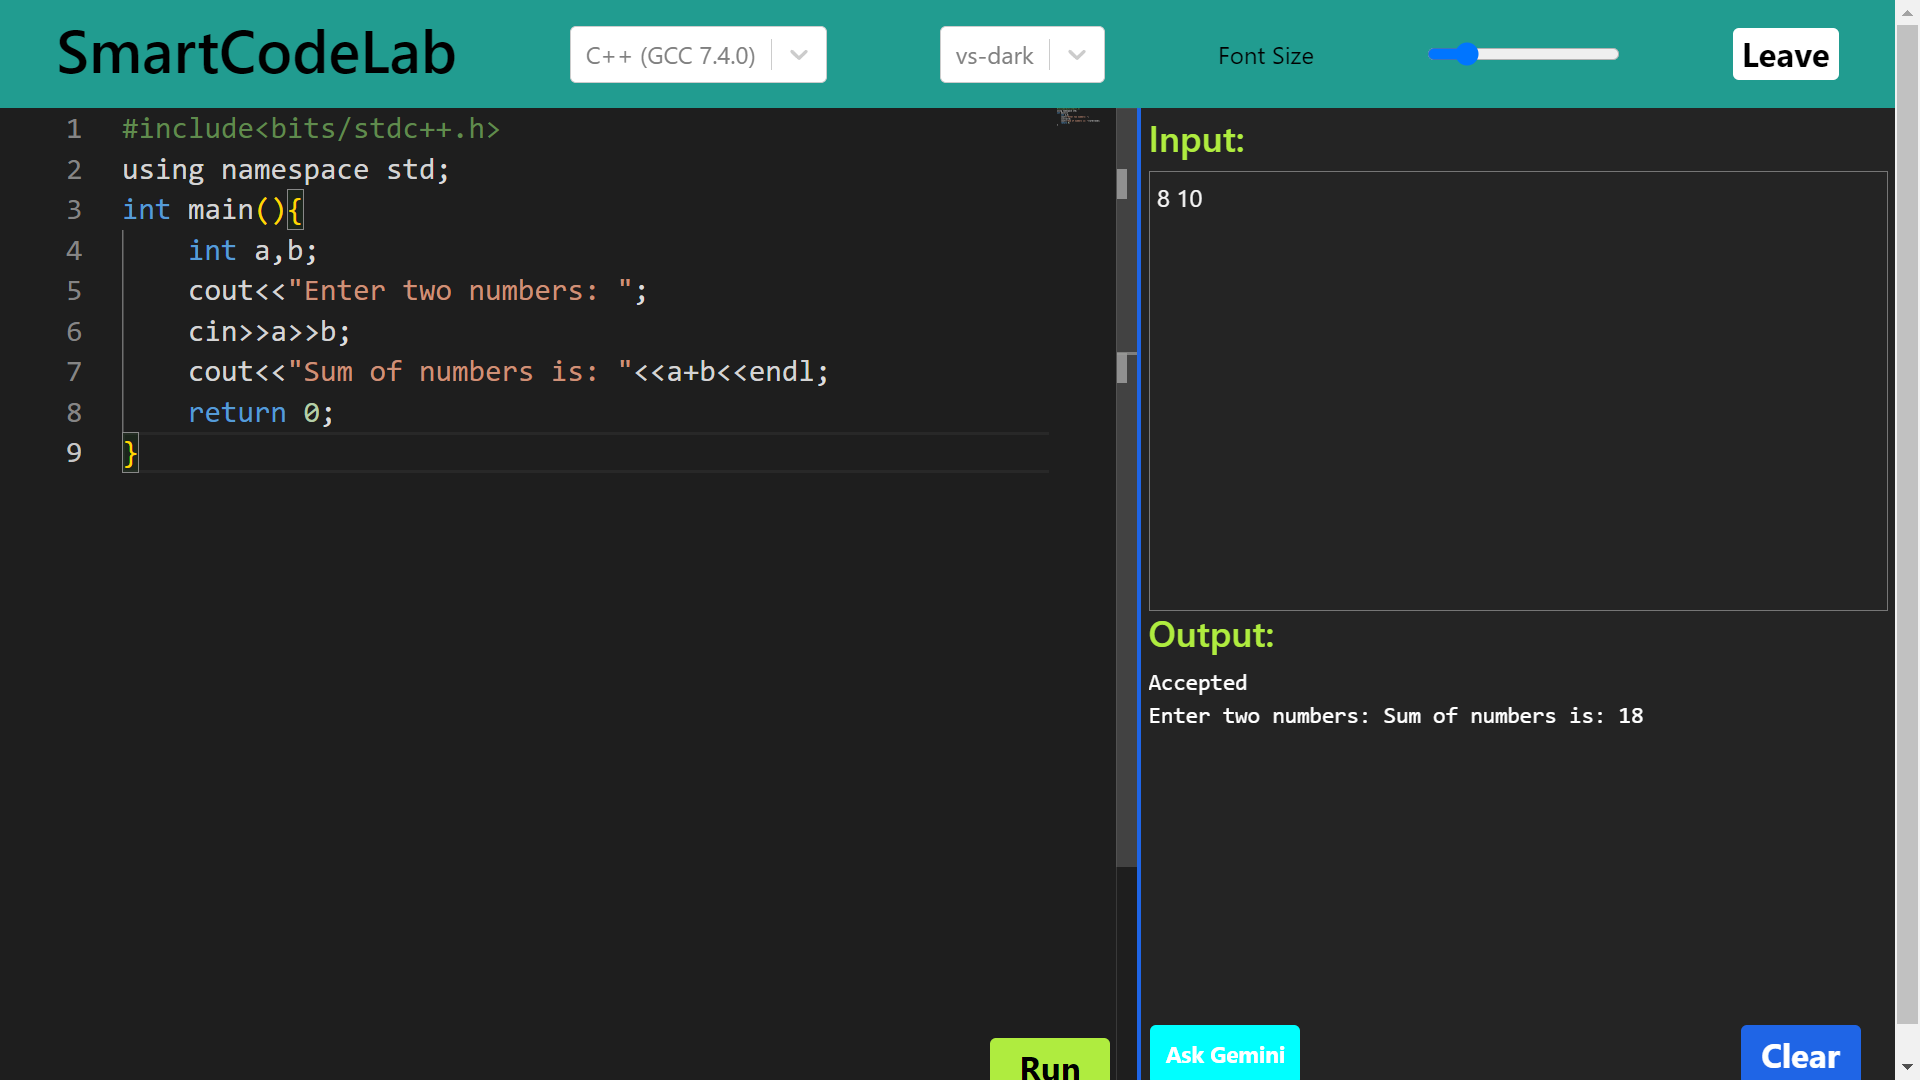 SmartCodeLab
C++ (GCC 7.4.0)
vs-dark
Font Size
Leave
1 #include<bits/stdc++.h>
2 using namespace std;
3 int main(){
4     int a,b;
5     cout<<"Enter two numbers: ";
6     cin>>a>>b;
7     cout<<"Sum of numbers is: "<<a+b<<endl;
8     return 0;
9 }
Run
Input:
8 10
Output:
Accepted
Enter two numbers: Sum of numbers is: 18
Ask Gemini
Clear